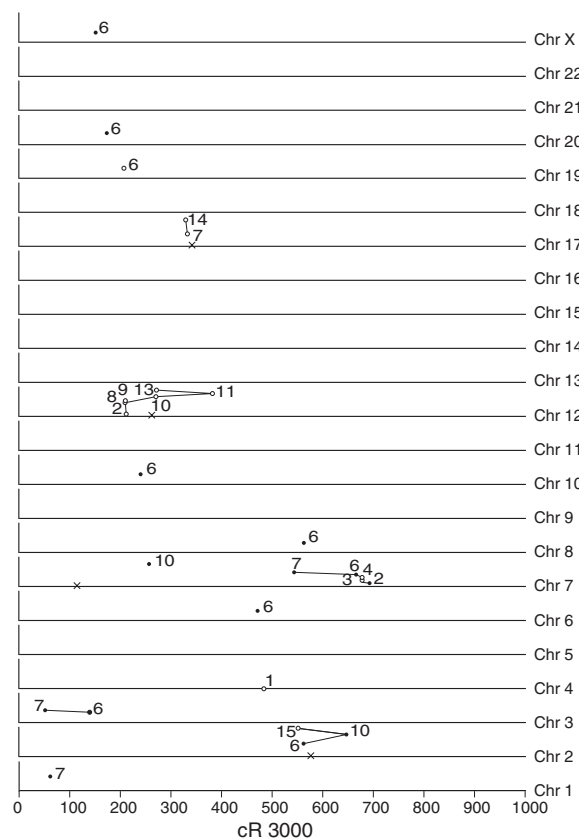 6 Chr X
Chr 22
Chr 21
6 Chr 20
6 Chr 19
Chr 18
14
7 Chr 17
Chr 16
Chr 15
Chr 14
Chr 13
9 13 11
8
2 10 Chr 12
Chr 11
6 Chr 10
Chr 9
6 Chr 8
10 7 6 4
3 2 Chr 7
6 Chr 6
Chr 5
1 Chr 4
7 6 Chr 3
15 10
6 Chr 2
7 Chr 1
0 100 200 300 400 500 600 700 800 900 1000
cR 3000